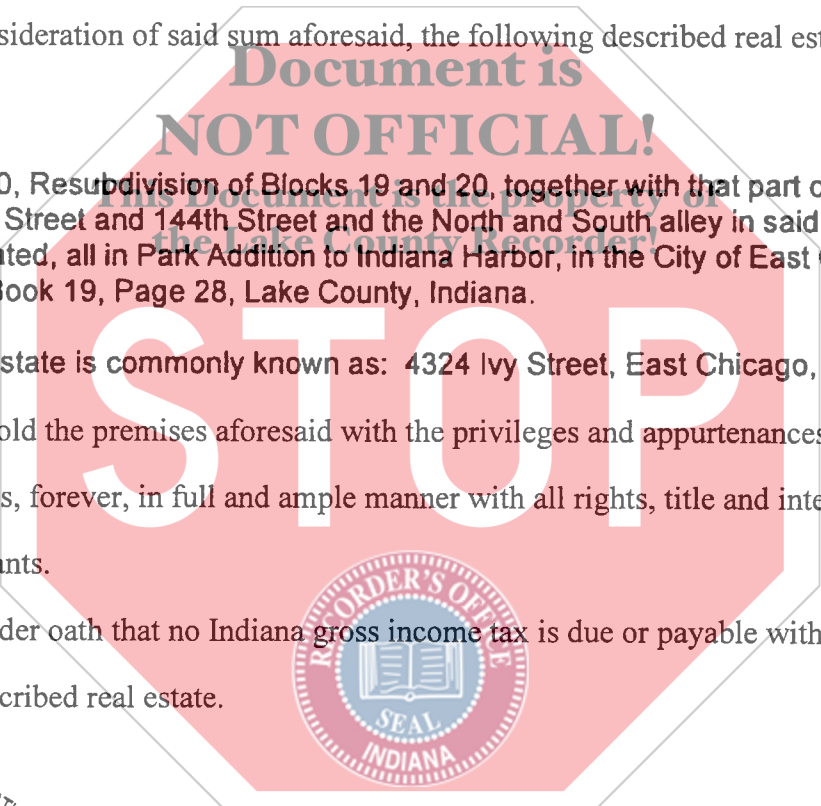 sideration of said sum aforesaid, the following described real est
Document is
NOT OFFICIAL!
This Document is the property of
the Lake County Recorder!
0, Resubdivision of Blocks 19 and 20, together with that part o
Street and 144th Street and the North and South alley in said
ted, all in Park Addition to Indiana Harbor, in the City of East
Book 19, Page 28, Lake County, Indiana.
STOP
state is commonly known as: 4324 Ivy Street, East Chicago,
old the premises aforesaid with the privileges and appurtenances
s, forever, in full and ample manner with all rights, title and inte
nts.
der oath that no Indiana gross income tax is due or payable with
cribed real estate.
RECORDER'S OFFICE
SEAL
INDIANA